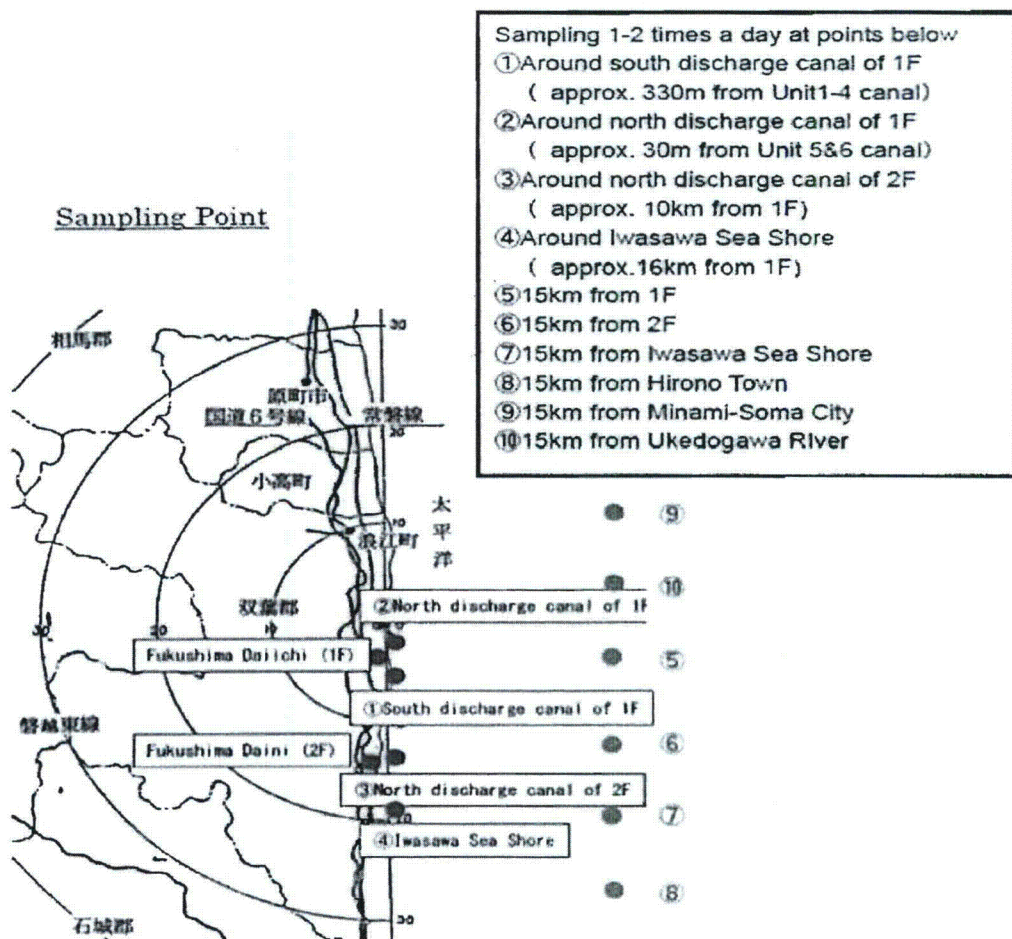 Sampling 1-2 times a day at points below
①Around south discharge canal of 1F
( approx. 330m from Unit1-4 canal)
②Around north discharge canal of 1F
( approx. 30m from Unit 5&6 canal)
③Around north discharge canal of 2F
( approx. 10km from 1F)
④Around Iwasawa Sea Shore
( approx.16km from 1F)
⑤15km from 1F
⑥15km from 2F
⑦15km from Iwasawa Sea Shore
⑧15km from Hirono Town
⑨15km from Minami-Soma City
⑩15km from Ukedogawa RIver
Sampling Point
30
相馬郡
原町市
国道6号線
常磐線
20
小高町
太平洋
10
浪江町
⑨
⑩
双葉郡
②North discharge canal of 1F
30
20
10
Fukushima Daiichi (1F)
⑤
①South discharge canal of 1F
磐越東線
Fukushima Daini (2F)
⑥
③North discharge canal of 2F
⑦
④Iwasawa Sea Shore
⑧
石城郡
30